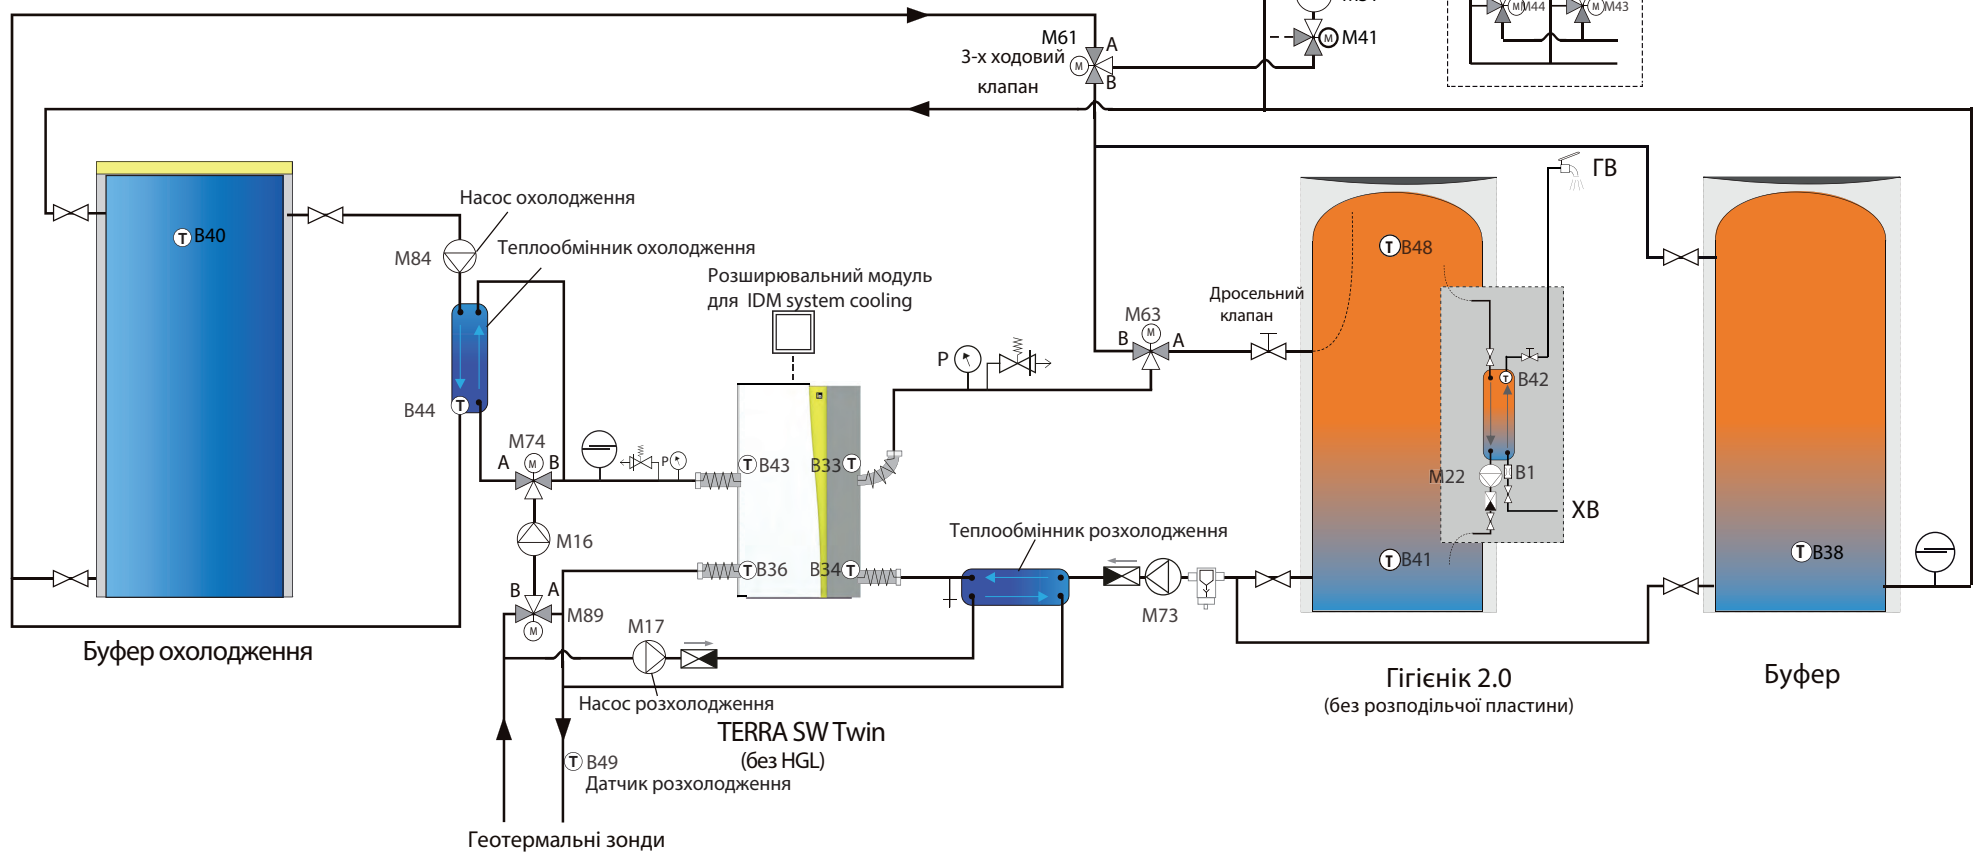 M44
M43
M61
A
M41
3-х ходовий
клапан
M
B
ГВ
Насос охолодження
T B40
T B48
M84
Теплообмінник охолодження
Розширювальний модуль
для IDM system cooling
Дросельний
клапан
M63
B
M
A
P
T B42
B44 T
M74
A
M
B
P
T B43
B33 T
M22
B1
ХВ
Теплообмінник розхолодження
M16
T B36
B34 T
T B41
T B38
B
A
M89
M
M17
M73
Буфер охолодження
Гігієнік 2.0
(без розподільчої пластини)
Буфер
Насос розхолодження
TERRA SW Twin
(без HGL)
T B49
Датчик розхолодження
Геотермальні зонди